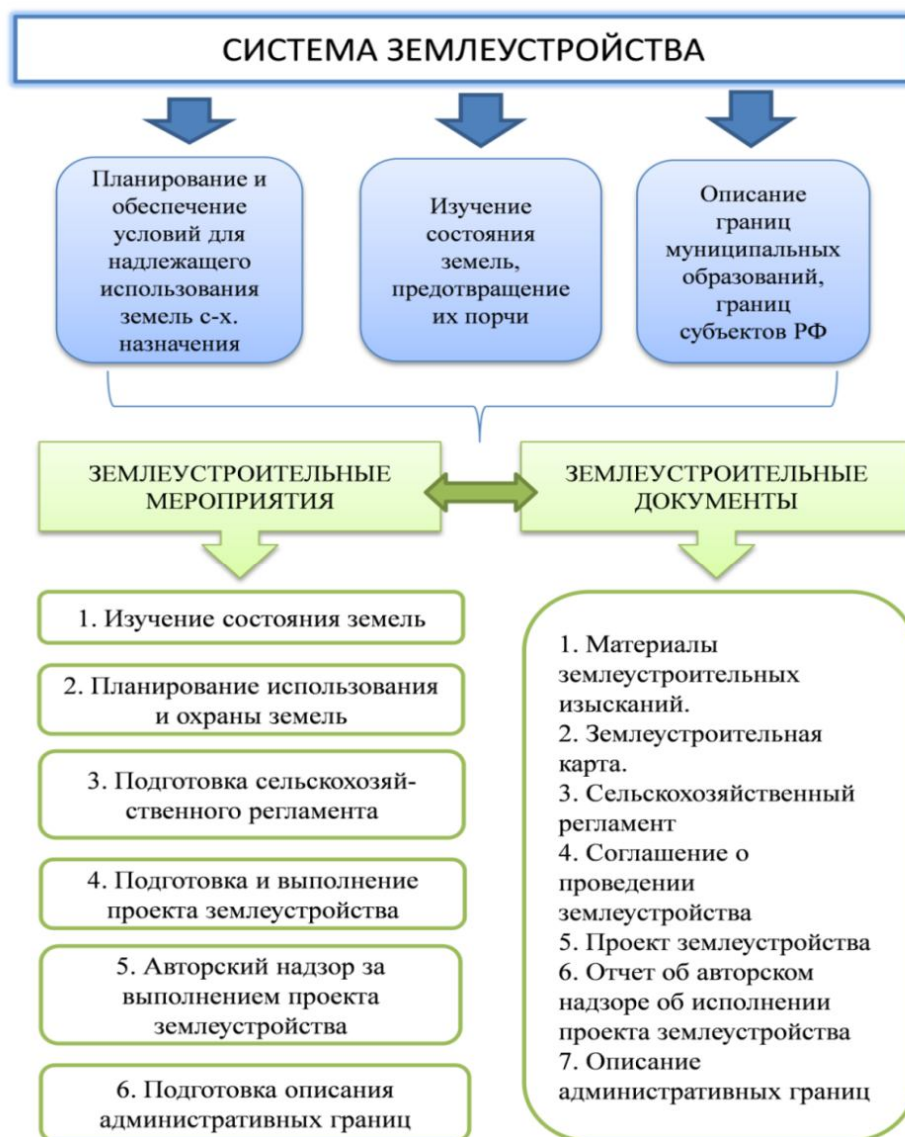 СИСТЕМА ЗЕМЛЕУСТРОЙСТВА
Планирование и
обеспечение
условий для
надлежащего
использования
земель с-х.
назначения
Изучение
состояния
земель,
предотвращение
их порчи
Описание
границ
муниципальных
образований,
границ
субъектов РФ
ЗЕМЛЕУСТРОИТЕЛЬНЫЕ
МЕРОПРИЯТИЯ
ЗЕМЛЕУСТРОИТЕЛЬНЫЕ
ДОКУМЕНТЫ
1. Изучение состояния земель
2. Планирование использования
и охраны земель
3. Подготовка сельскохозяй-
ственного регламента
4. Подготовка и выполнение
проекта землеустройства
5. Авторский надзор за
выполнением проекта
землеустройства
6. Подготовка описания
административных границ
1. Материалы
землеустроительных
изысканий.
2. Землеустроительная
карта.
3. Сельскохозяйственный
регламент
4. Соглашение о
проведении
землеустройства
5. Проект землеустройства
6. Отчет об авторском
надзоре об исполнении
проекта землеустройства
7. Описание
административных границ